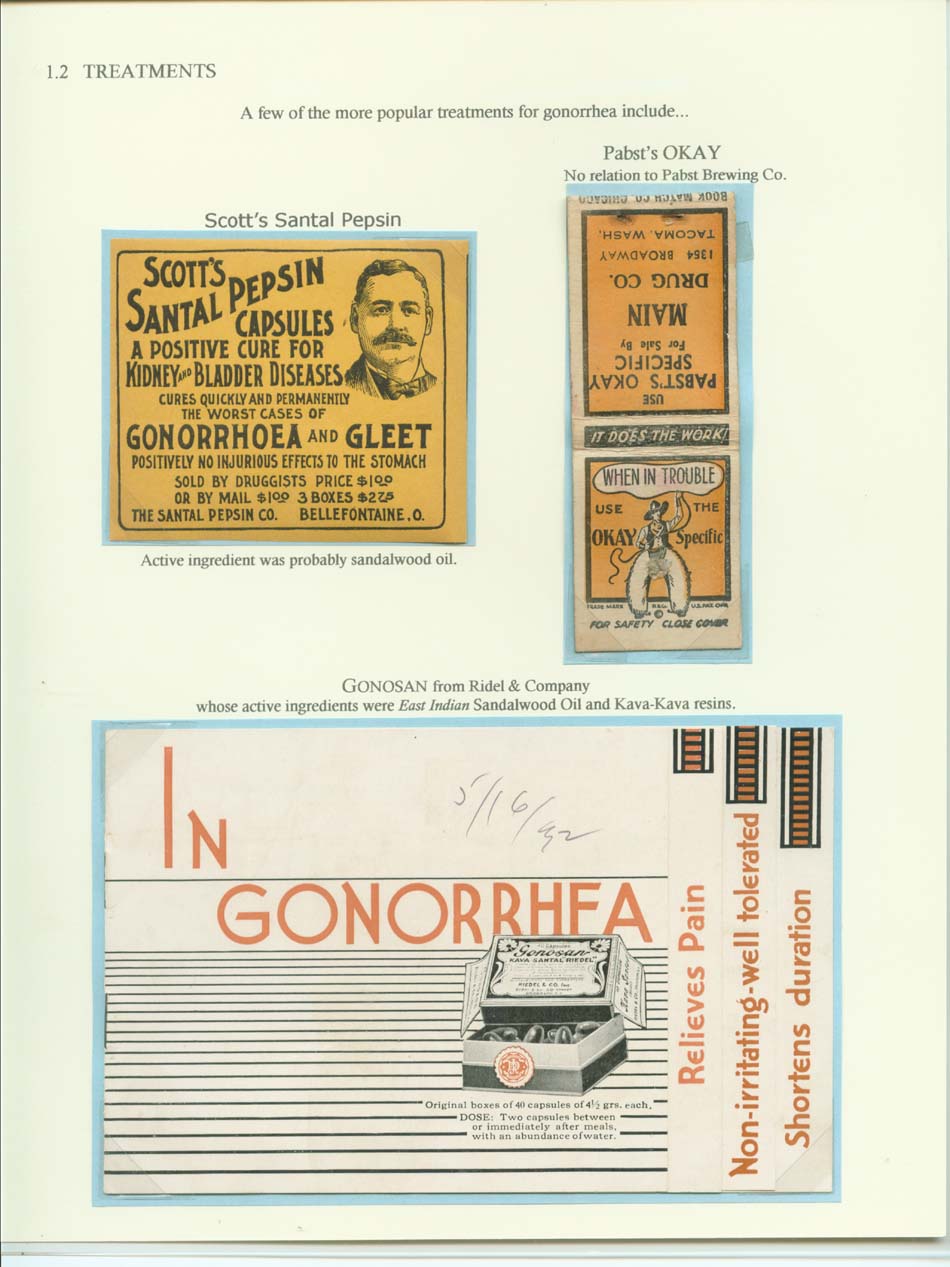 1.2 TREATMENTS
A few of the more popular treatments for gonorrhea include...
Pabst's OKAY
No relation to Pabst Brewing Co.
Scott's Santal Pepsin
SCOTT'S
SANTAL PEPSIN
CAPSULES
A POSITIVE CURE FOR
KIDNEY AND BLADDER DISEASES
CURES QUICKLY AND PERMANENTLY
THE WORST CASES OF
GONORRHOEA AND GLEET
POSITIVELY NO INJURIOUS EFFECTS TO THE STOMACH
SOLD BY DRUGGISTS PRICE $1.00
OR BY MAIL $1.00 3 BOXES $2.75
THE SANTAL PEPSIN CO. BELLEFONTAINE, O.
Active ingredient was probably sandalwood oil.
USE
PABST'S OKAY
SPECIFIC
For Sale By
MAIN
DRUG CO.
1354 BROADWAY
TACOMA, WASH.
BOOK MATCH CO. CHICAGO
IT DOES THE WORK!
WHEN IN TROUBLE
USE THE
OKAY Specific
TRADE MARK REG. U.S. PAT. OFF.
©
FOR SAFETY CLOSE COVER
GONOSAN from Ridel & Company
whose active ingredients were East Indian Sandalwood Oil and Kava-Kava resins.
IN
GONORRHEA
5/16/32
40 Capsules
Gonosan
KAVA SANTAL "RIEDEL"
RIEDEL & CO. Inc.
Original boxes of 40 capsules of 4½ grs. each.
DOSE: Two capsules between
or immediately after meals,
with an abundance of water.
Relieves Pain
Non-irritating-well tolerated
Shortens duration